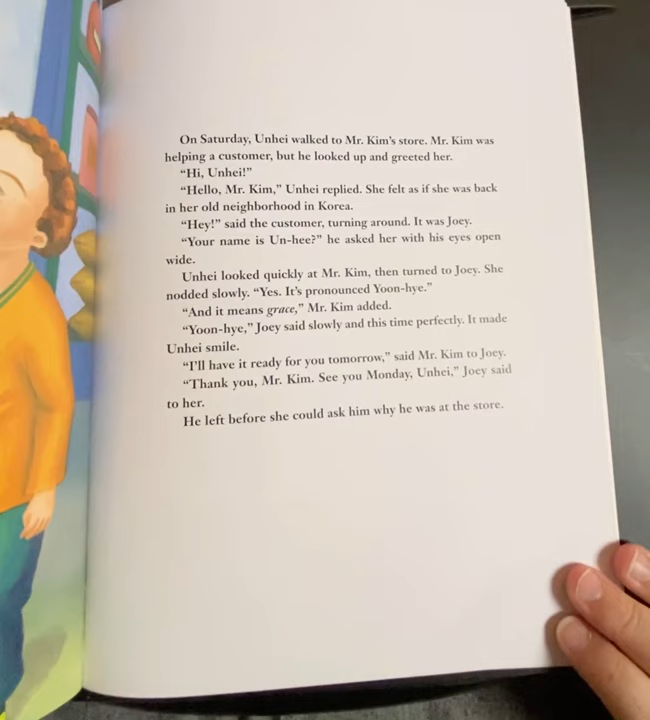 On Saturday, Unhei walked to Mr. Kim’s store. Mr. Kim was
helping a customer, but he looked up and greeted her.
“Hi, Unhei!”
“Hello, Mr. Kim,” Unhei replied. She felt as if she was back
in her old neighborhood in Korea.
“Hey!” said the customer, turning around. It was Joey.
“Your name is Un-hee?” he asked her with his eyes open
wide.
Unhei looked quickly at Mr. Kim, then turned to Joey. She
nodded slowly. “Yes. It’s pronounced Yoon-hye.”
“And it means grace,” Mr. Kim added.
“Yoon-hye,” Joey said slowly and this time perfectly. It made
Unhei smile.
“I’ll have it ready for you tomorrow,” said Mr. Kim to Joey.
“Thank you, Mr. Kim. See you Monday, Unhei,” Joey said
to her.
He left before she could ask him why he was at the store.